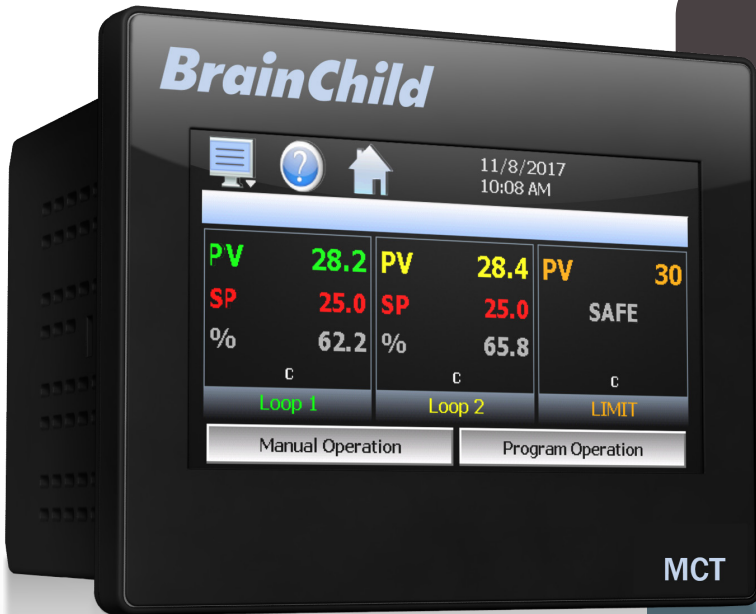 BrainChild
?
11/8/2017
10:08 AM
PV 28.2 PV 28.4 PV 30
SP 25.0 SP 25.0 SAFE
% 62.2 % 65.8
C C C
Loop 1 Loop 2 LIMIT
Manual Operation Program Operation
MCT